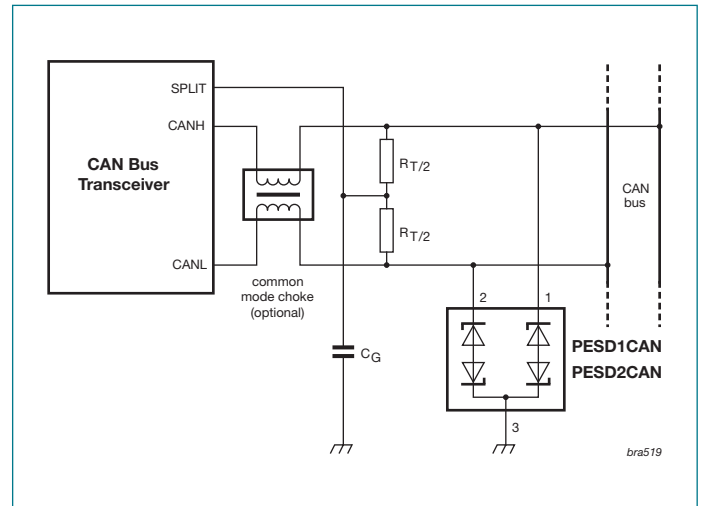 SPLIT
CANH
CAN Bus
Transceiver
CANL
common
mode choke
(optional)
RT/2
RT/2
CG
CAN
bus
2
1
PESD1CAN
PESD2CAN
3
bra519